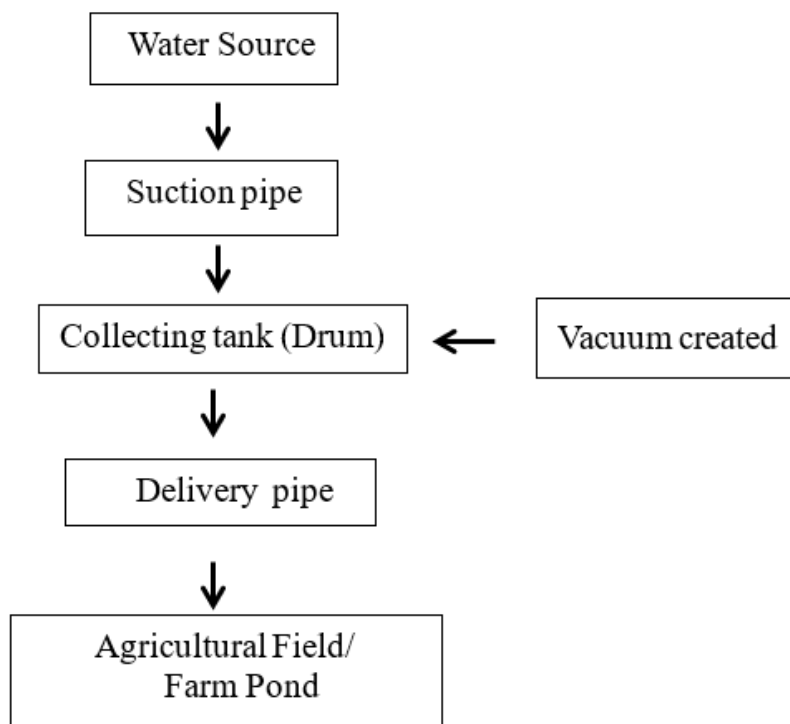 Water Source
Suction pipe
Collecting tank (Drum)
Vacuum created
Delivery pipe
Agricultural Field/
Farm Pond